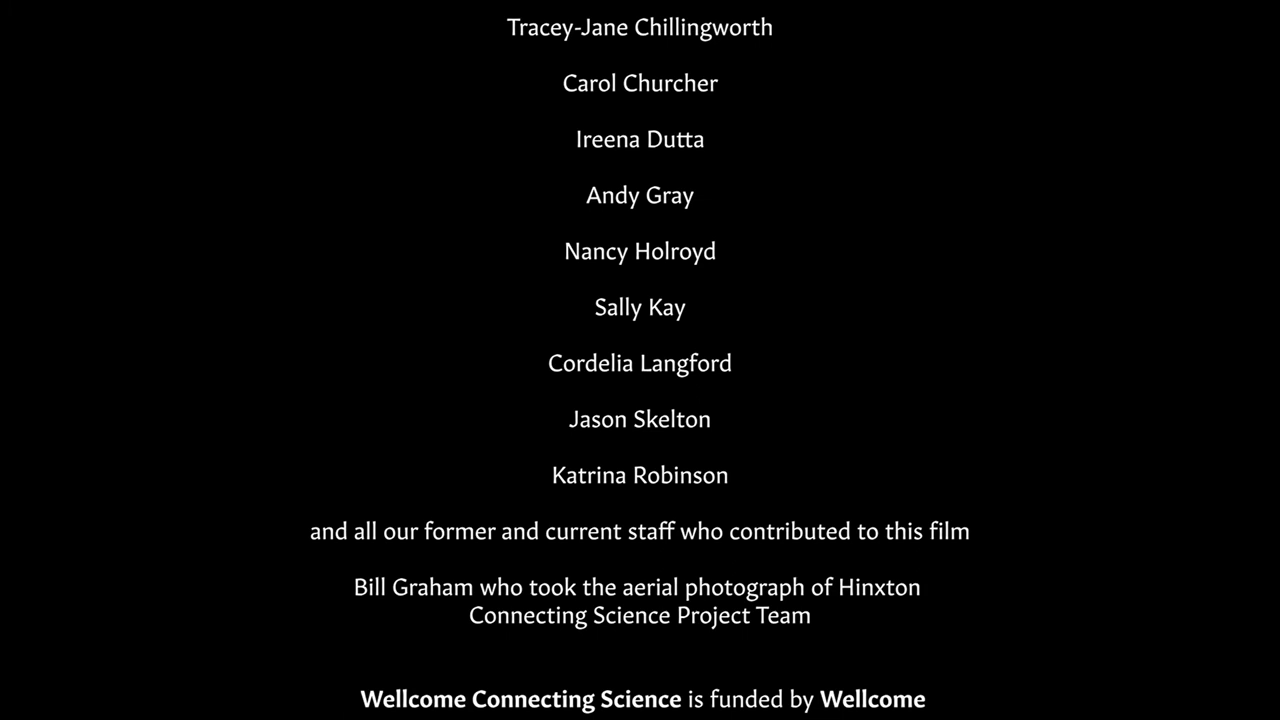 Tracey-Jane Chillingworth
Carol Churcher
Ireena Dutta
Andy Gray
Nancy Holroyd
Sally Kay
Cordelia Langford
Jason Skelton
Katrina Robinson
and all our former and current staff who contributed to this film
Bill Graham who took the aerial photograph of Hinxton
Connecting Science Project Team
Wellcome Connecting Science is funded by Wellcome